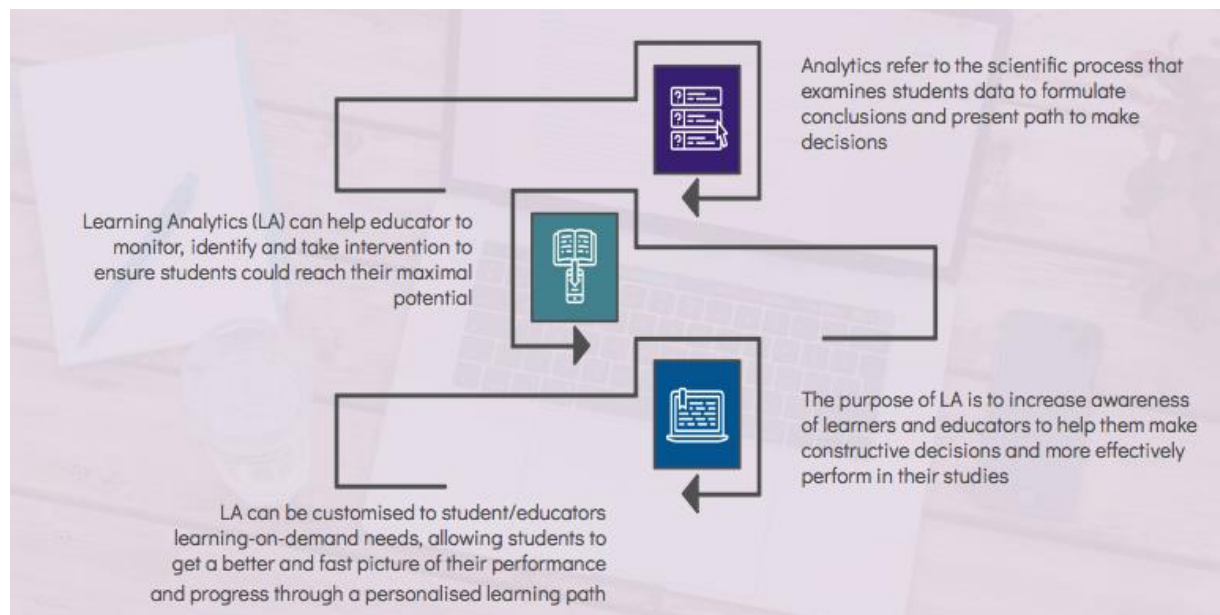 Analytics refer to the scientific process that
examines students data to formulate
conclusions and present path to make
decisions
Learning Analytics (LA) can help educator to
monitor, identify and take intervention to
ensure students could reach their maximal
potential
The purpose of LA is to increase awareness
of learners and educators to help them make
constructive decisions and more effectively
perform in their studies
LA can be customised to student/educators
learning-on-demand needs, allowing students to
get a better and fast picture of their performance
and progress through a personalised learning path